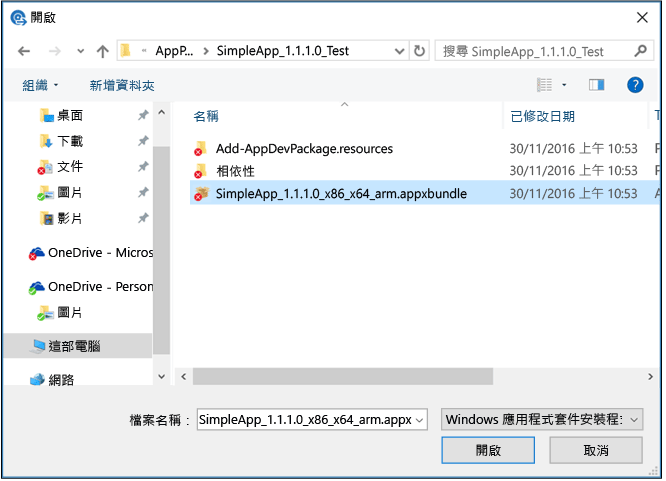 開啟
« AppP... > SimpleApp_1.1.1.0_Test
搜尋 SimpleApp_1.1.1.0_Test
組織 新增資料夾
?
桌面
下載
文件
圖片
影片
OneDrive - Micros
OneDrive - Person
圖片
這部電腦
網路
名稱 已修改日期 T
Add-AppDevPackage.resources 30/11/2016 上午 10:53 F
相依性 30/11/2016 上午 10:53 F
SimpleApp_1.1.1.0_x86_x64_arm.appxbundle 30/11/2016 上午 10:53 A
檔案名稱： SimpleApp_1.1.1.0_x86_x64_arm.appx
Windows 應用程式套件安裝程
開啟 取消